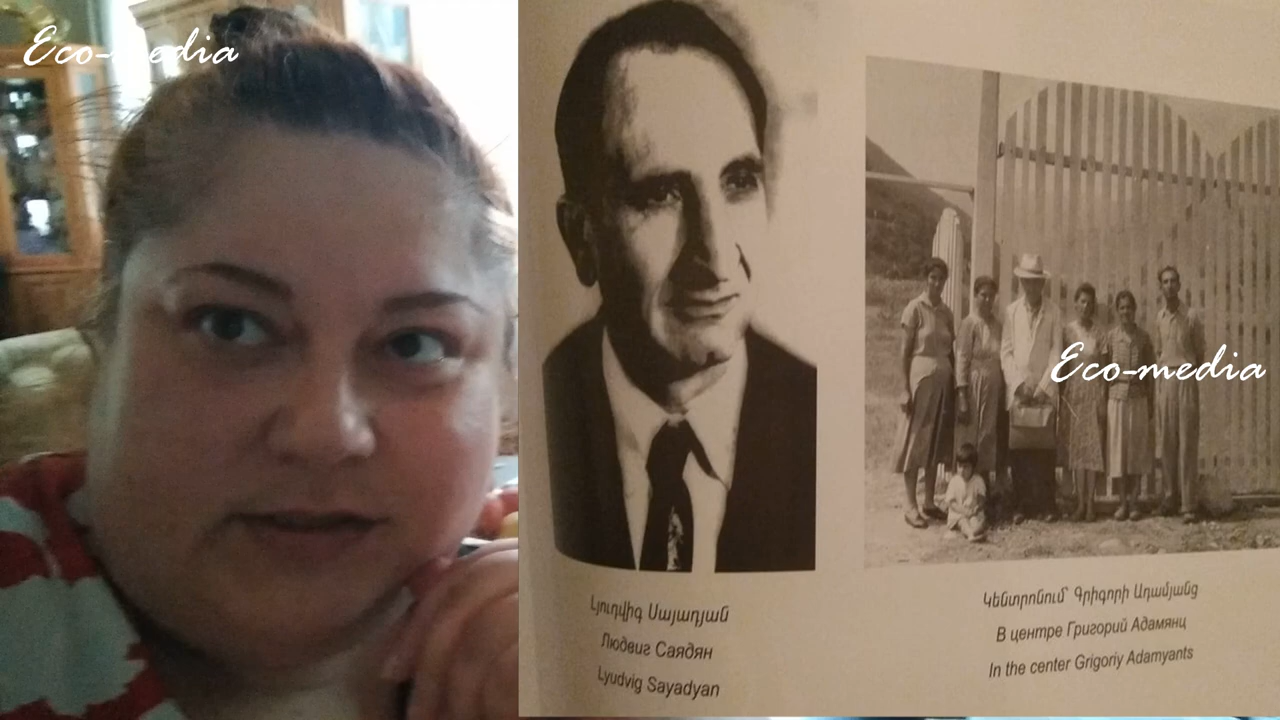 Eco-media
Eco-media
Լյուդվիգ Սայադյան
Людвиг Саядян
Lyudvig Sayadyan
Կենտրոնում՝ Գրիգորի Ադամյանց
В центре Григорий Адамянц
In the center Grigoriy Adamyants